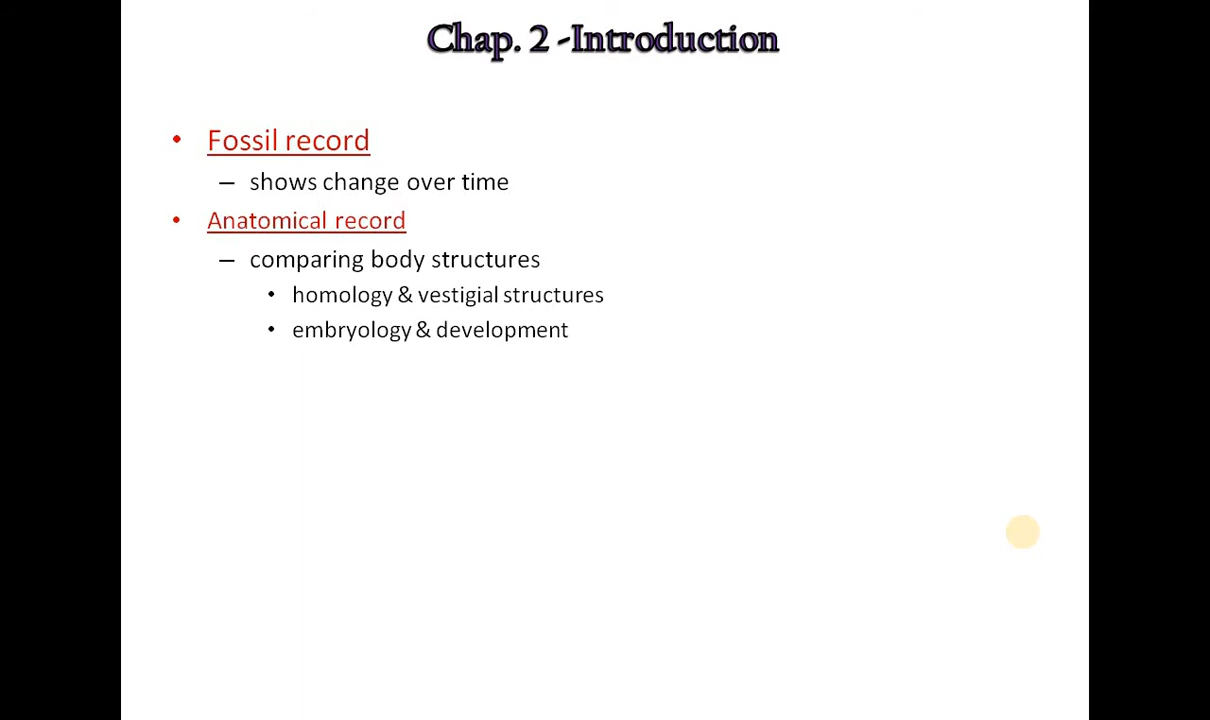 Chap. 2 -Introduction
• Fossil record
– shows change over time
• Anatomical record
– comparing body structures
• homology & vestigial structures
• embryology & development